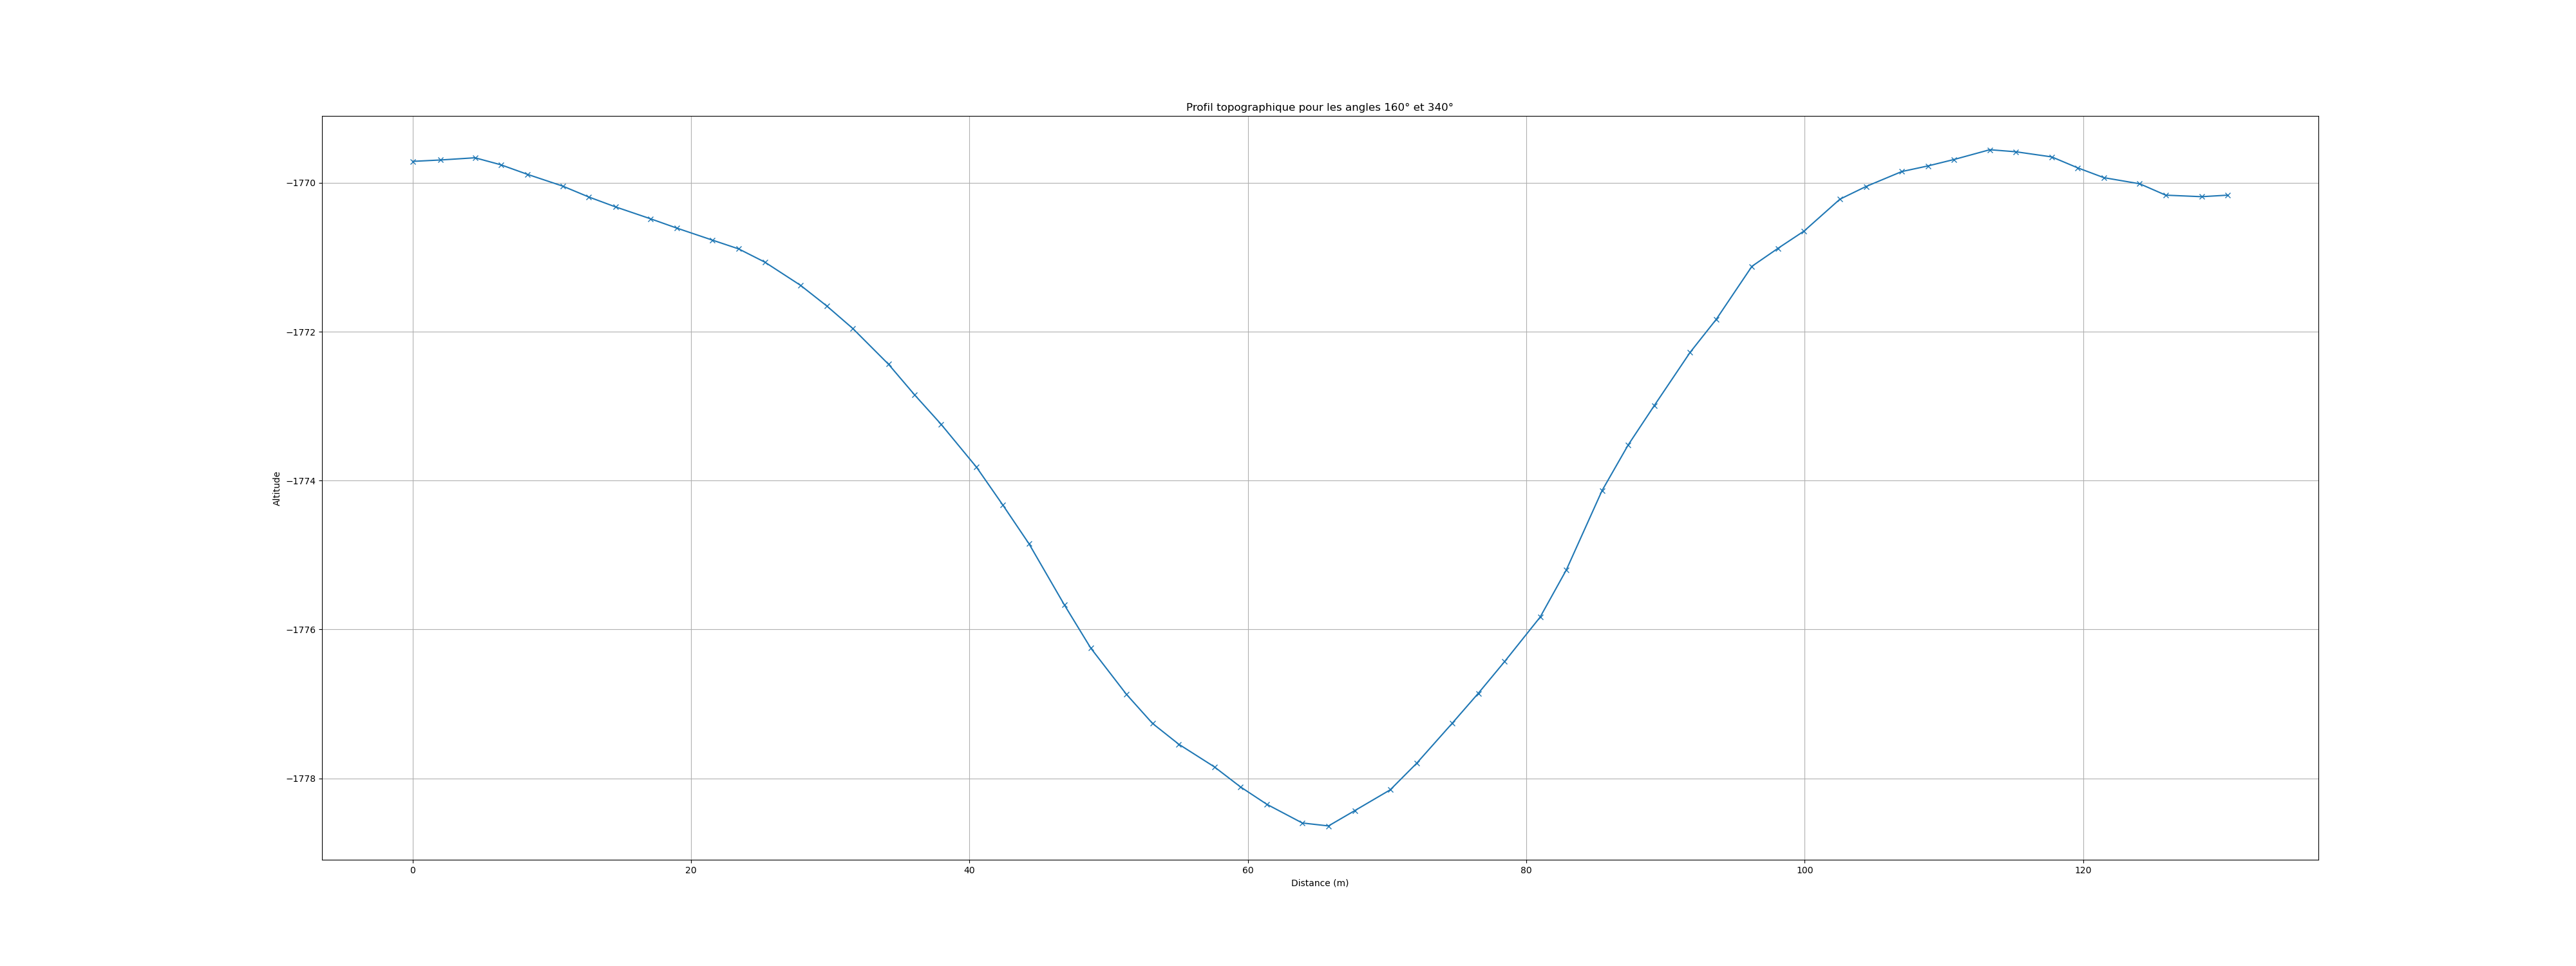 Profil topographique pour les angles 160° et 340°
Altitude
−1770
−1772
−1774
−1776
−1778
0 20 40 60 80 100 120
Distance (m)